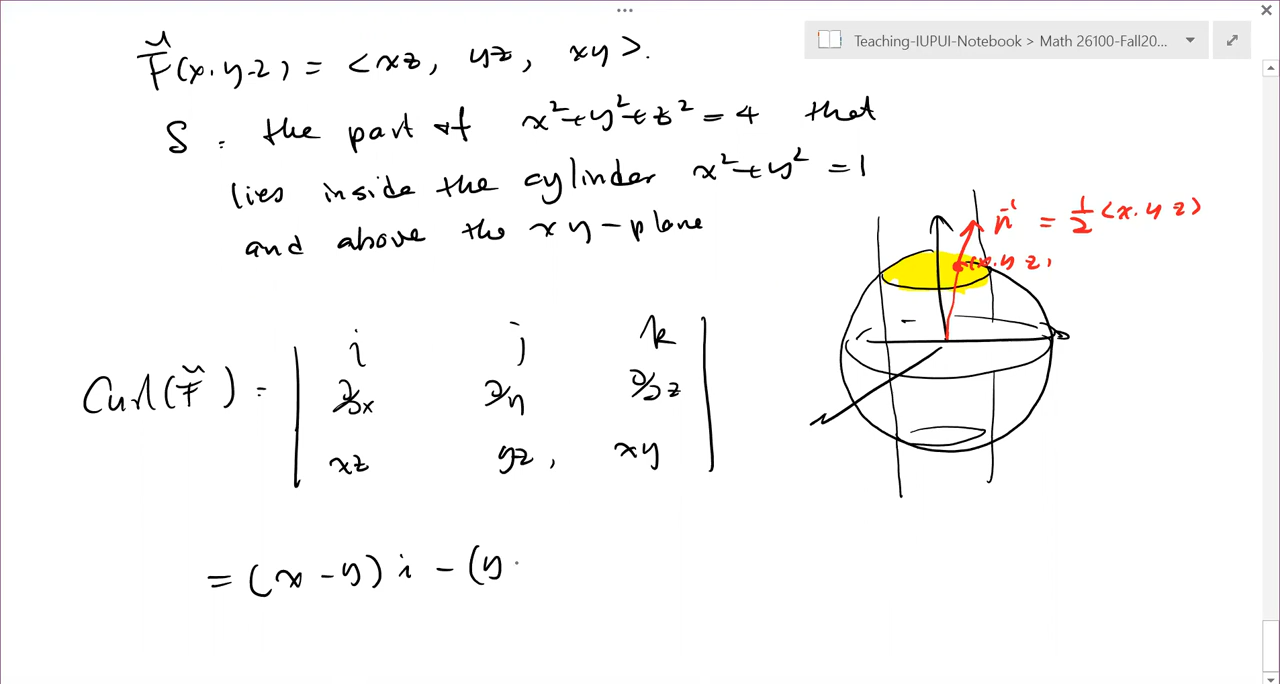 Teaching-IUPUI-Notebook > Math 26100-Fall20...
F(x,y,z) = <xz, yz, xy>.
S: the part of x²+y²+z² = 4 that
lies inside the cylinder x²+y² = 1
and above the xy-plane
n = 1/2 <x, y, z>
(x, y, z)
Curl(F) =
i j k
∂/∂x ∂/∂y ∂/∂z
xz yz, xy
= (x - y) i - (y